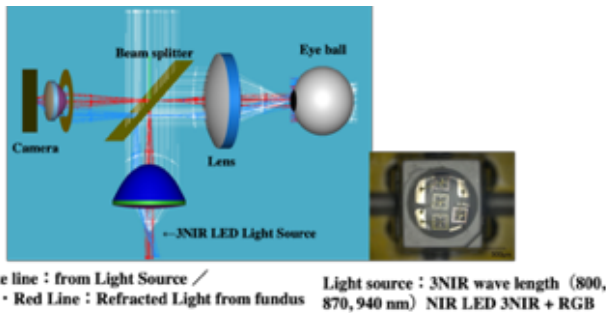 Eye ball
Beam splitter
Camera
Lens
←3NIR LED Light Source
e line : from Light Source ／
・Red Line : Refracted Light from fundus
Light source : 3NIR wave length (800,
870, 940 nm) NIR LED 3NIR + RGB